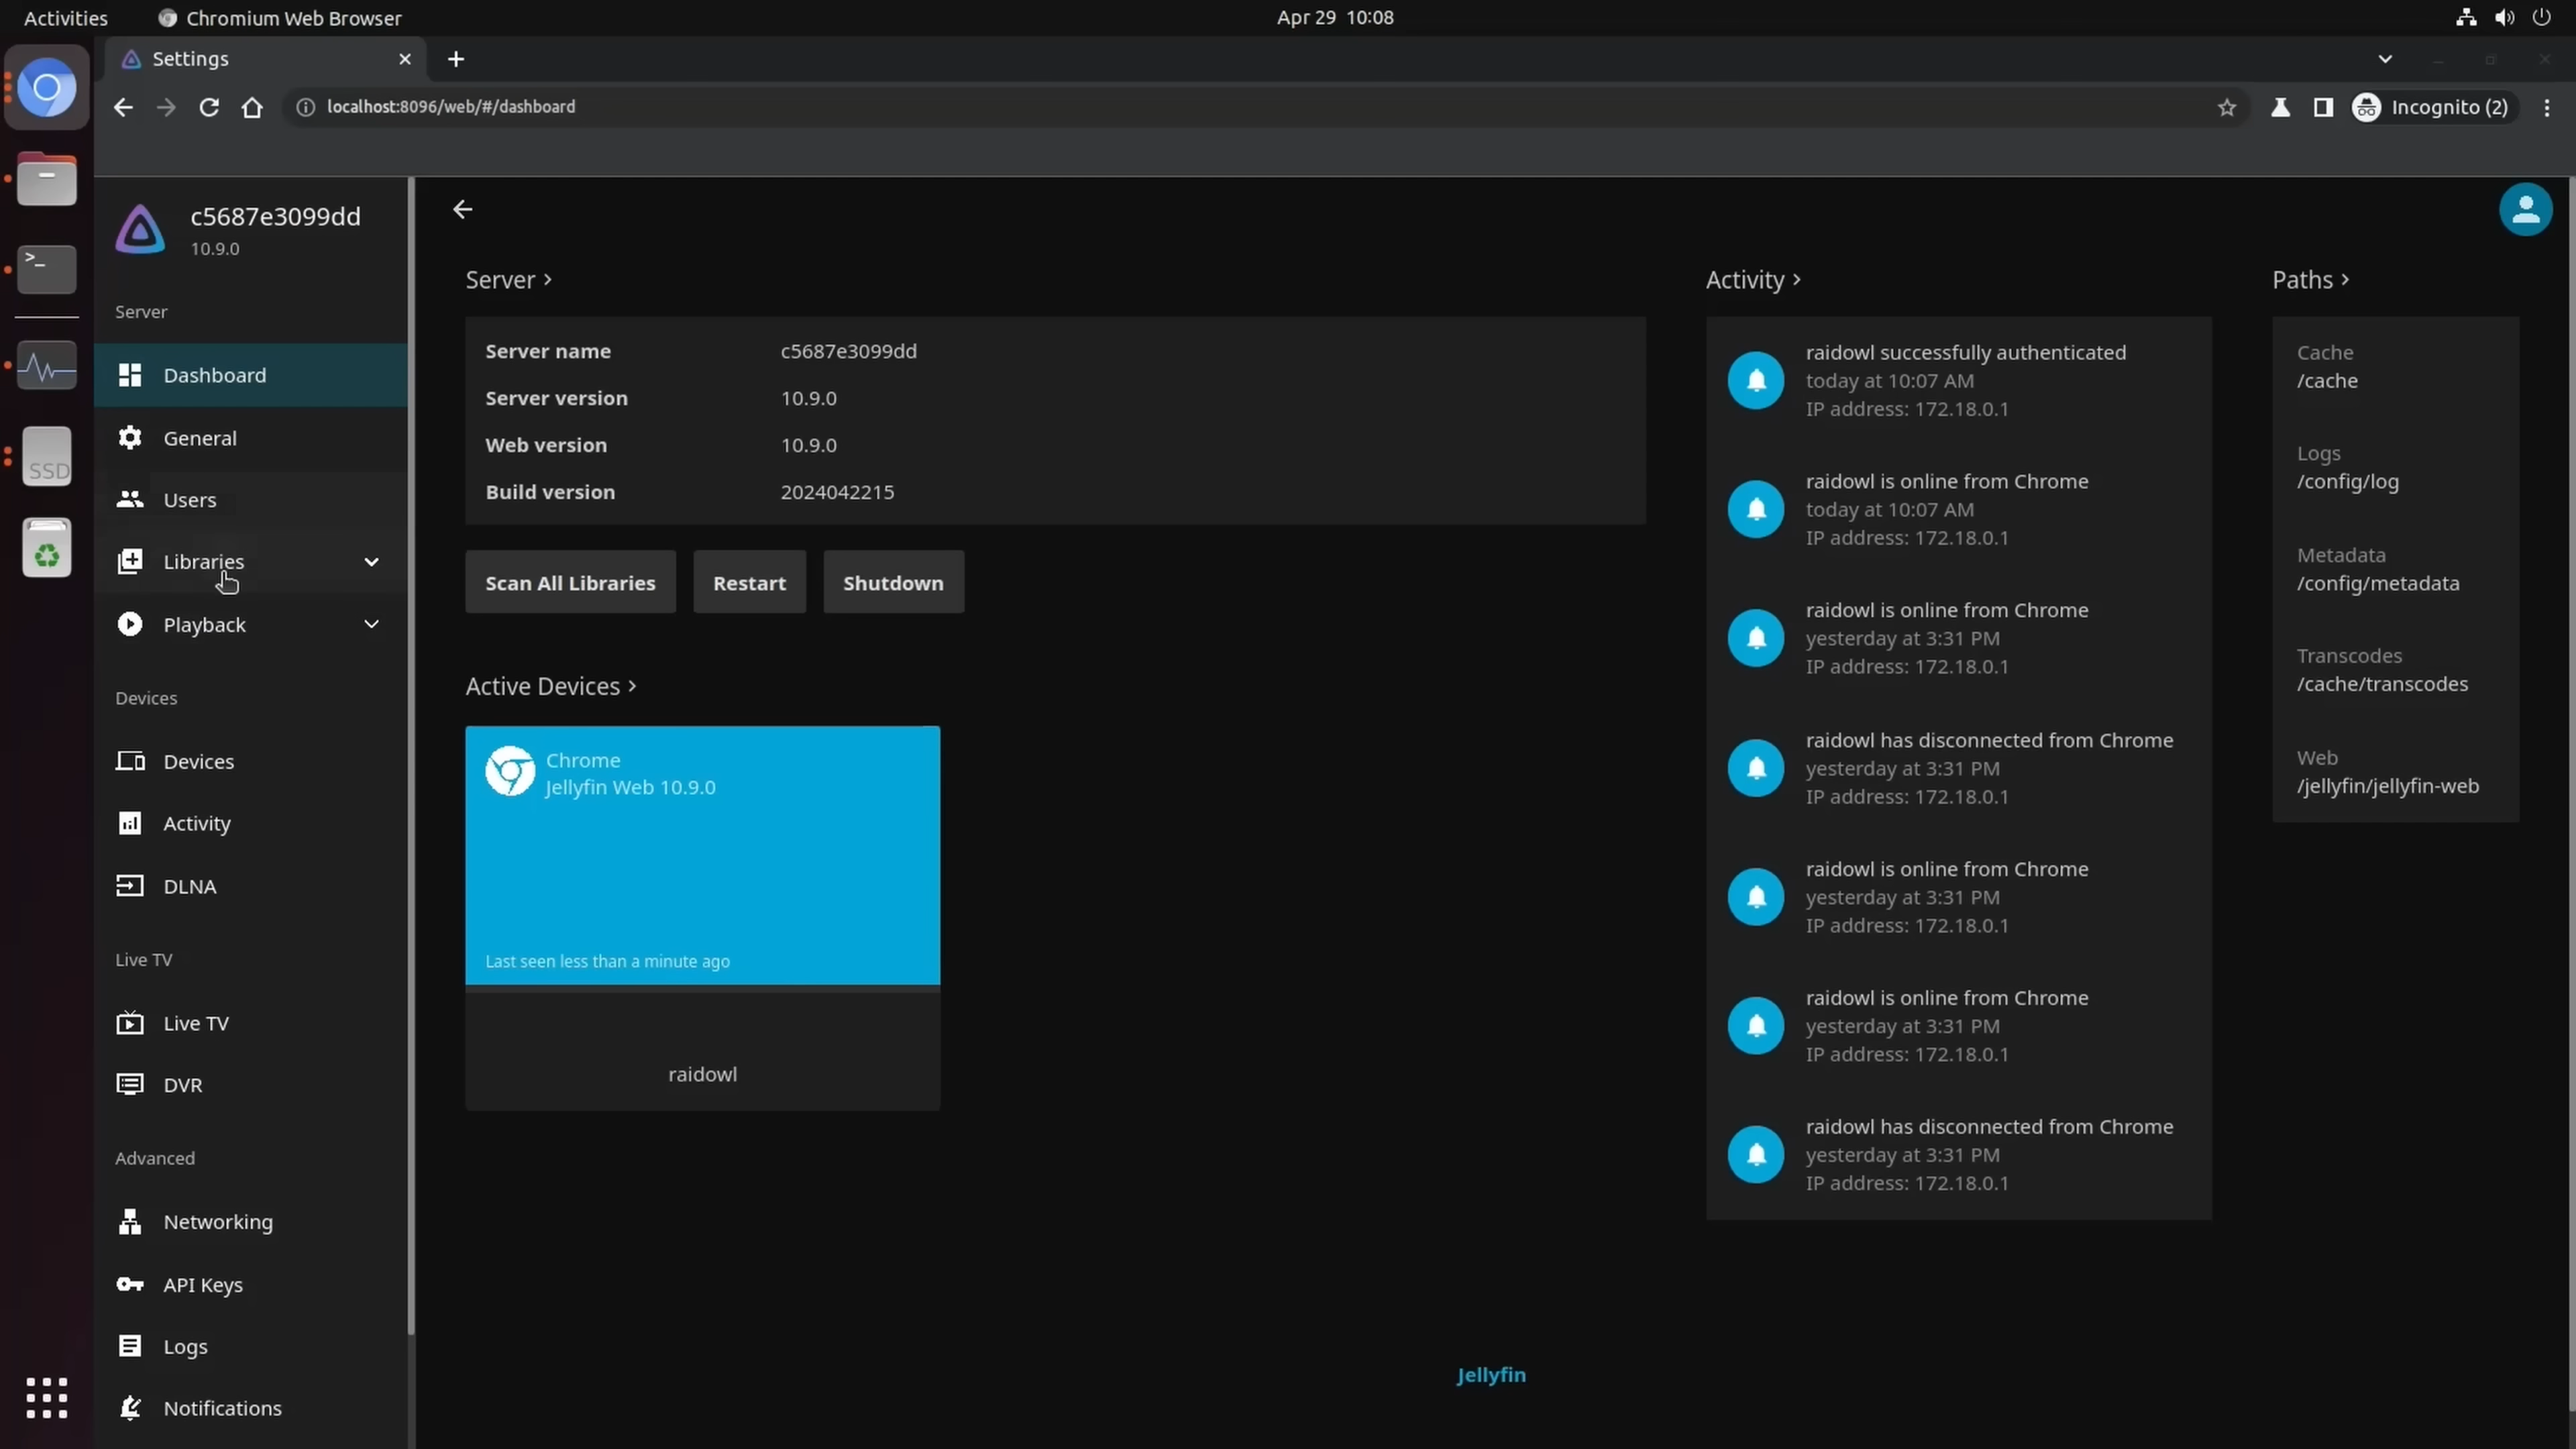 Activities
Chromium Web Browser
Apr 29 10:08
Settings
localhost:8096/web/#/dashboard
Incognito (2)
SSD
c5687e3099dd
10.9.0
Server
Dashboard
General
Users
Libraries
Playback
Devices
Devices
Activity
DLNA
Live TV
Live TV
DVR
Advanced
Networking
API Keys
Logs
Notifications
Server
Server name c5687e3099dd
Server version 10.9.0
Web version 10.9.0
Build version 2024042215
Scan All Libraries Restart Shutdown
Active Devices
Chrome
Jellyfin Web 10.9.0
Last seen less than a minute ago
raidowl
Activity
raidowl successfully authenticated
today at 10:07 AM
IP address: 172.18.0.1
raidowl is online from Chrome
today at 10:07 AM
IP address: 172.18.0.1
raidowl is online from Chrome
yesterday at 3:31 PM
IP address: 172.18.0.1
raidowl has disconnected from Chrome
yesterday at 3:31 PM
IP address: 172.18.0.1
raidowl is online from Chrome
yesterday at 3:31 PM
IP address: 172.18.0.1
raidowl is online from Chrome
yesterday at 3:31 PM
IP address: 172.18.0.1
raidowl has disconnected from Chrome
yesterday at 3:31 PM
IP address: 172.18.0.1
Paths
Cache
/cache
Logs
/config/log
Metadata
/config/metadata
Transcodes
/cache/transcodes
Web
/jellyfin/jellyfin-web
Jellyfin